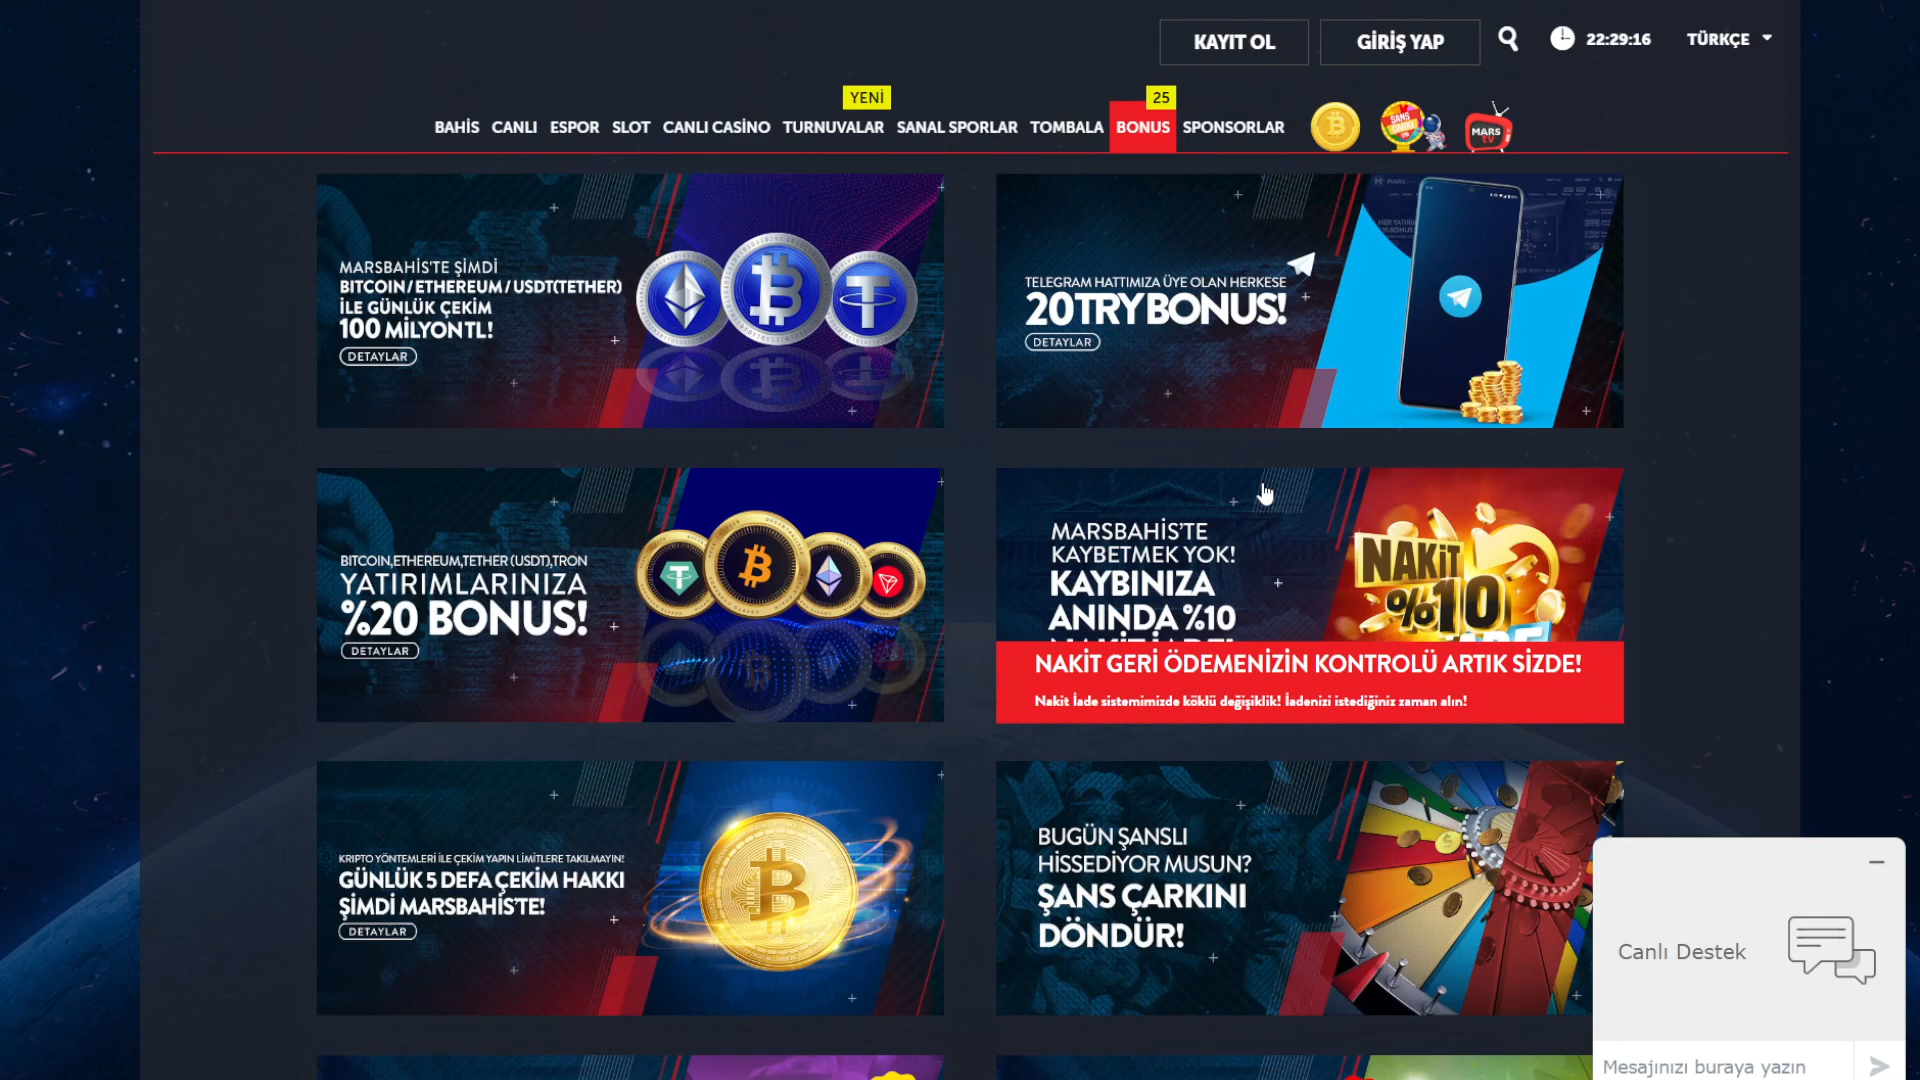 KAYIT OL
GİRİŞ YAP
22:29:16
TÜRKÇE
YENİ
25
BAHİS CANLI ESPOR SLOT CANLI CASİNO TURNUVALAR SANAL SPORLAR TOMBALA BONUS SPONSORLAR
MARS
TV
MARSBAHİS'TE ŞİMDİ
BITCOIN/ETHEREUM/USDT(TETHER)
İLE GÜNLÜK ÇEKİM
100 MİLYON TL!
DETAYLAR
TELEGRAM HATTIMIZA ÜYE OLAN HERKESE
20 TRY BONUS!
DETAYLAR
BITCOIN,ETHEREUM,TETHER (USDT),TRON
YATIRIMLARINIZA
%20 BONUS!
DETAYLAR
MARSBAHİS'TE
KAYBETMEK YOK!
KAYBINIZA
ANINDA %10
NAKİT
%10
NAKİT GERİ ÖDEMENİZİN KONTROLÜ ARTIK SİZDE!
Nakit İade sistemimizde köklü değişiklik! İadenizi istediğiniz zaman alın!
KRIPTO YÖNTEMLERİ İLE ÇEKİM YAPIN LİMİTLERE TAKILMAYIN!
GÜNLÜK 5 DEFA ÇEKİM HAKKI
ŞİMDİ MARSBAHİS'TE!
DETAYLAR
BUGÜN ŞANSLI
HİSSEDİYOR MUSUN?
ŞANS ÇARKINI
DÖNDÜR!
Canlı Destek
Mesajınızı buraya yazın